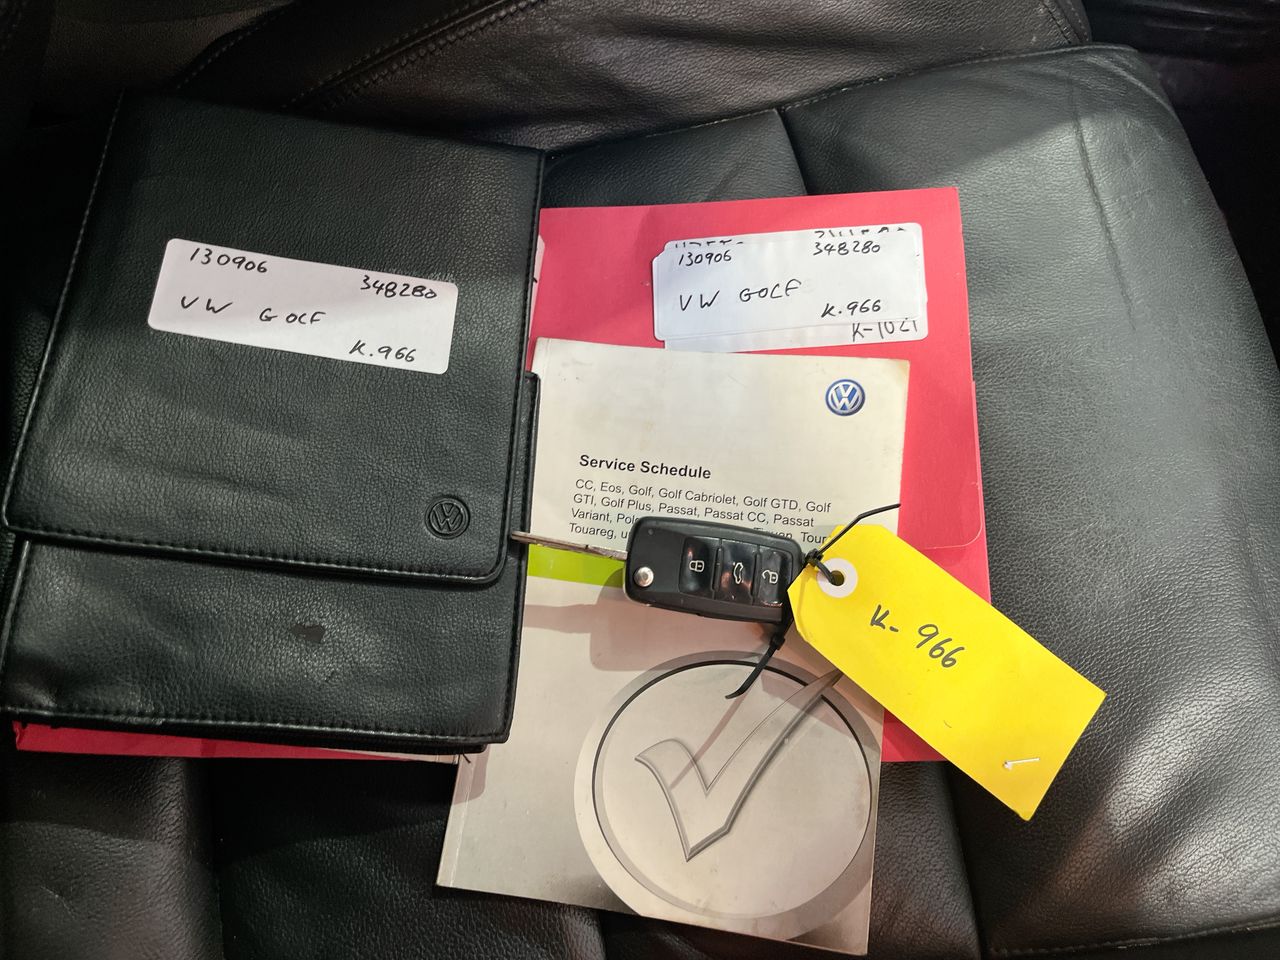 130906
348280
VW GOLF
K.966
130906
348280
VW GOLF
K.966
K-1021
Service Schedule
CC, Eos, Golf, Golf Cabriolet, Golf GTD, Golf
GTI, Golf Plus, Passat, Passat CC, Passat
Variant, Tour
Touareg,
K-966